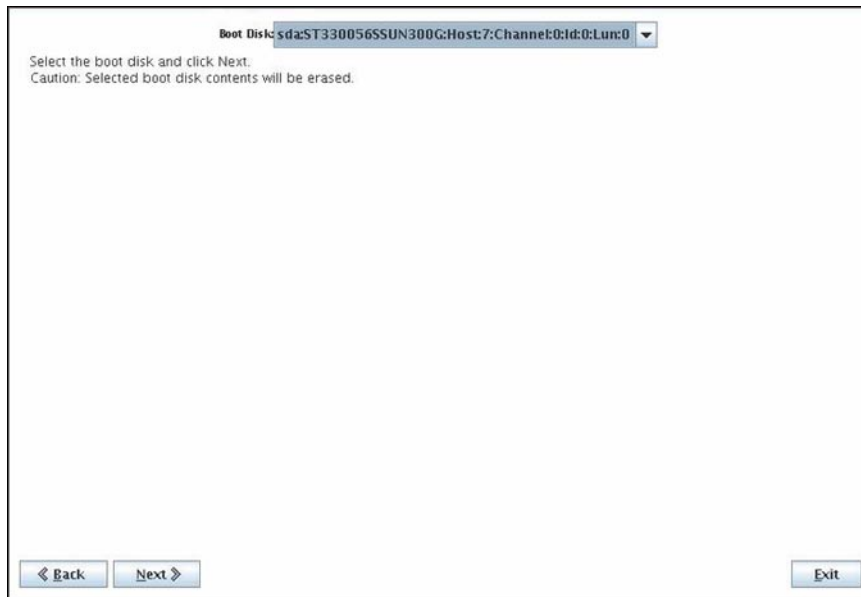 Boot Disk: sda:ST330056SSUN300G:Host:7:Channel:0:Id:0:Lun:0
Select the boot disk and click Next.
Caution: Selected boot disk contents will be erased.
Back Next Exit